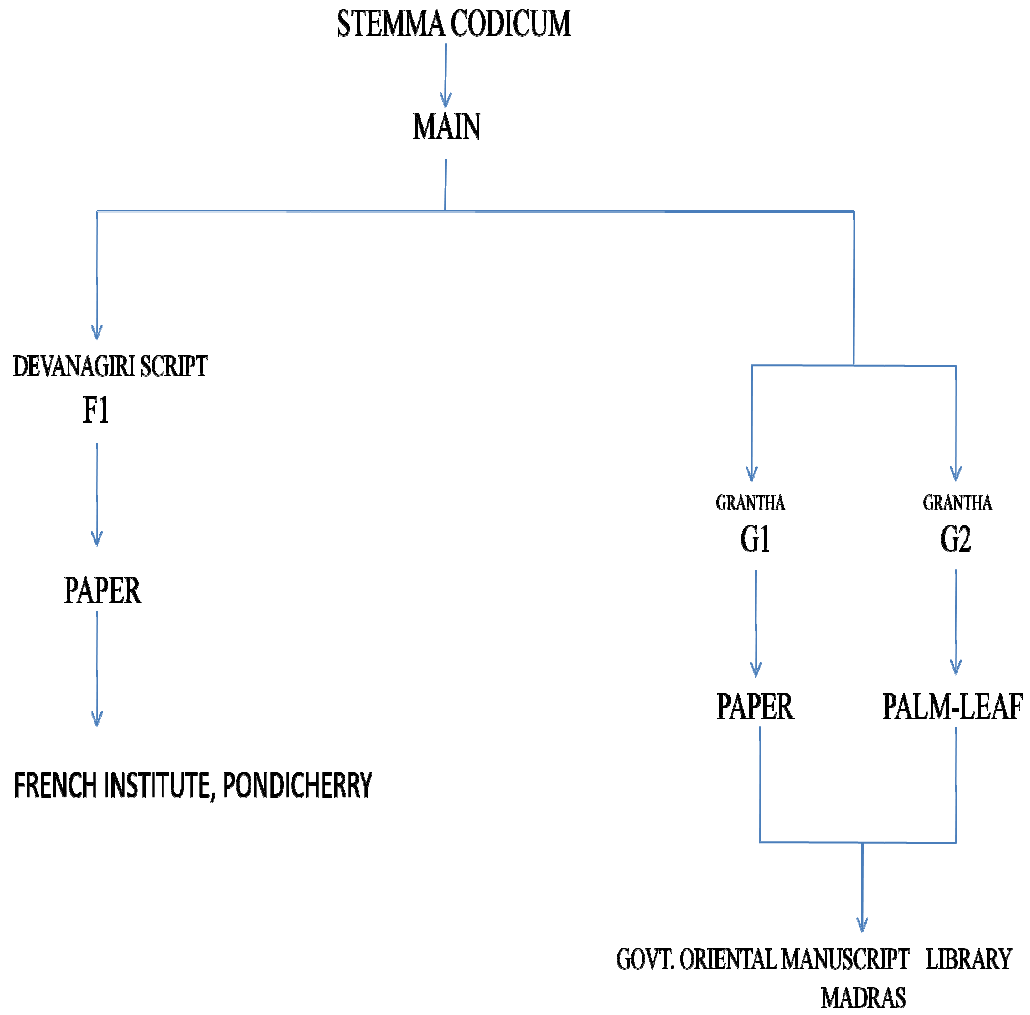 STEMMA CODICUM
MAIN
DEVANAGIRI SCRIPT
F1
PAPER
FRENCH INSTITUTE, PONDICHERRY
GRANTHA
G1
PAPER
GRANTHA
G2
PALM-LEAF
GOVT. ORIENTAL MANUSCRIPT LIBRARY
MADRAS